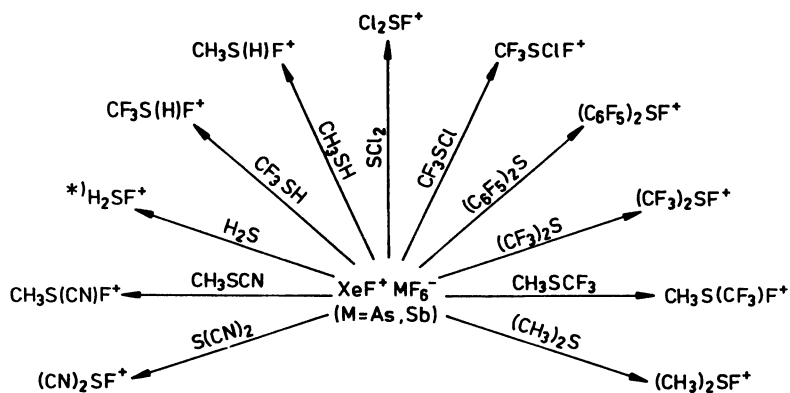 Cl₂SF⁺
CH₃S(H)F⁺
CF₃SClF⁺
CF₃S(H)F⁺
(C₆F₅)₂SF⁺
CH₃SH
SCl₂
CF₃SCl
CF₃SH
(C₆F₅)₂S
*)H₂SF⁺
(CF₃)₂SF⁺
H₂S
(CF₃)₂S
CH₃S(CN)F⁺
CH₃SCN
XeF⁺ MF₆⁻
CH₃SCF₃
CH₃S(CF₃)F⁺
(M=As,Sb)
S(CN)₂
(CH₃)₂S
(CN)₂SF⁺
(CH₃)₂SF⁺